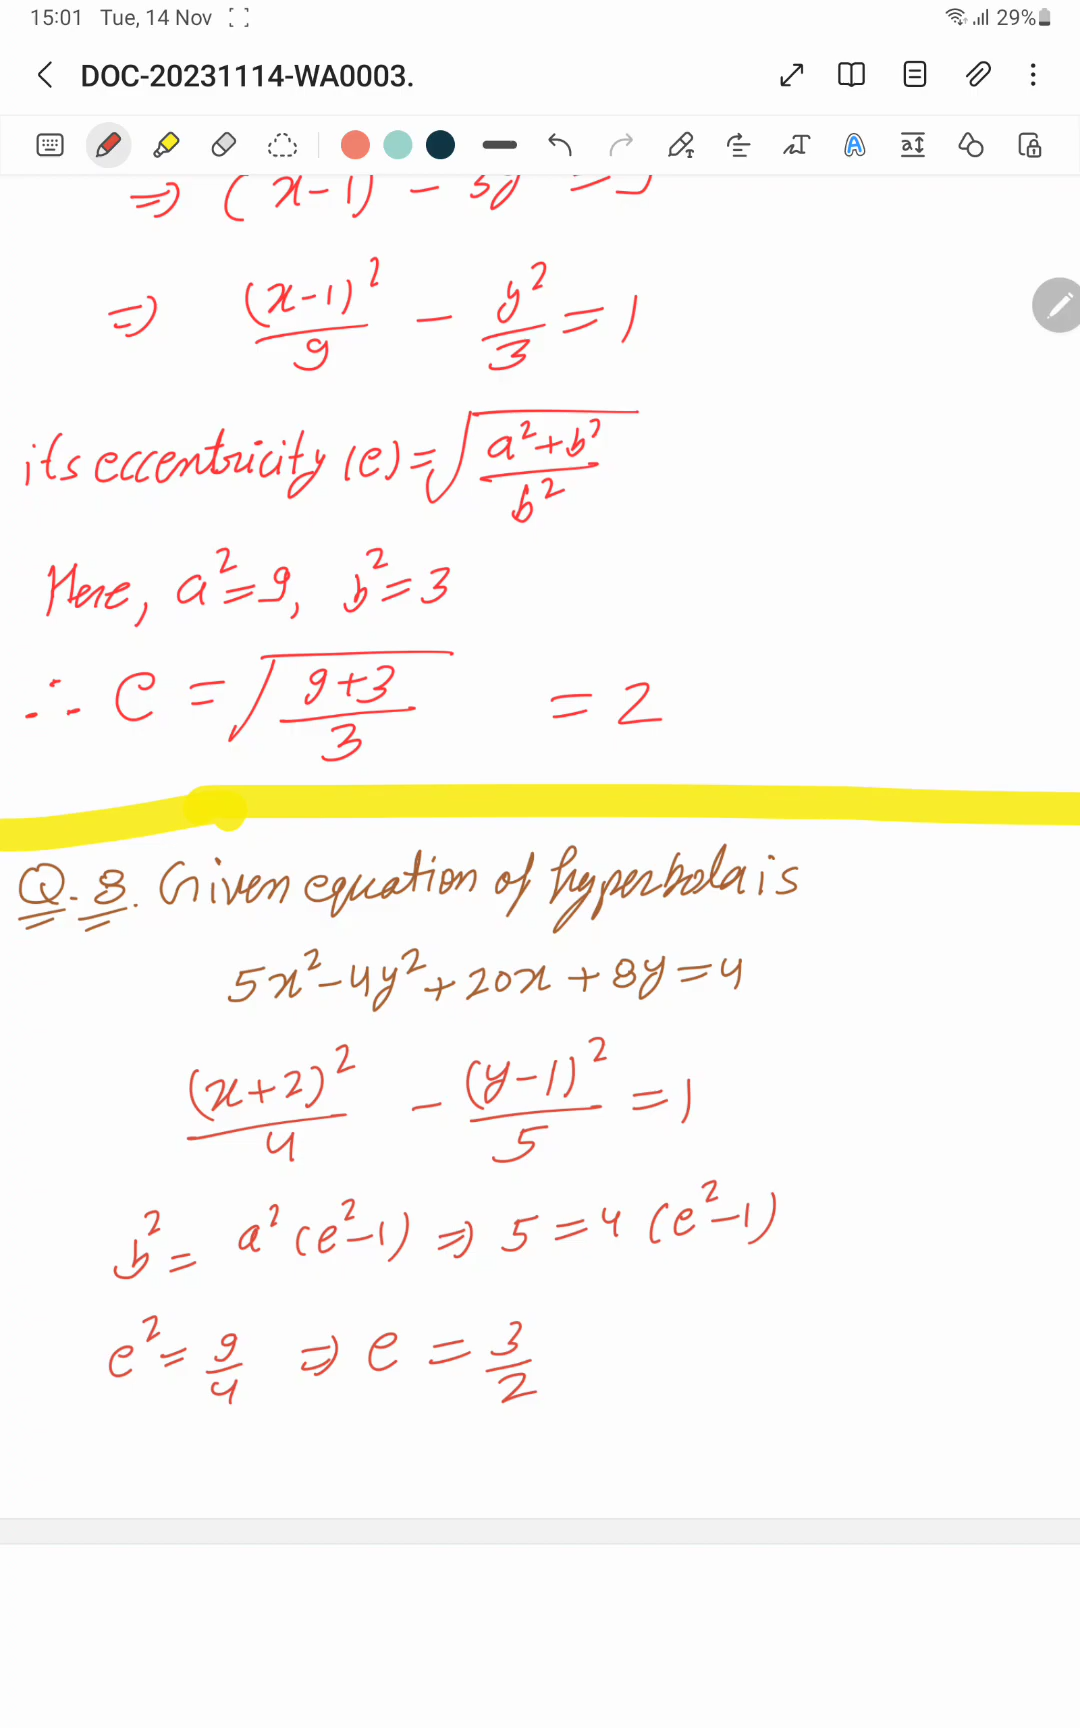 15:01 Tue, 14 Nov 29%
DOC-20231114-WA0003.
⇒ (x-1) - 3y =
⇒ (x-1)²/9 - y²/3 = 1
its eccentricity (e) = √((a²+b²)/b²)
Here, a²=9, b²=3
∴ e = √((9+3)/3) = 2
Q.8. Given equation of hyperbola is
5x²-4y²+20x+8y=4
(x+2)²/4 - (y-1)²/5 = 1
b² = a²(e²-1) ⇒ 5=4(e²-1)
e² = 9/4 ⇒ e = 3/2